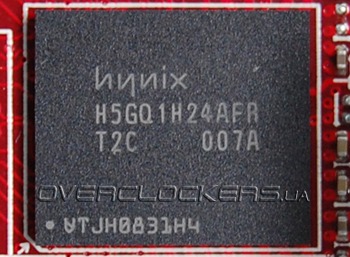 hynix
H5GQ1H24AFR
T2C 007A
OVERCLOCKERS.UA
VTJH0831H4